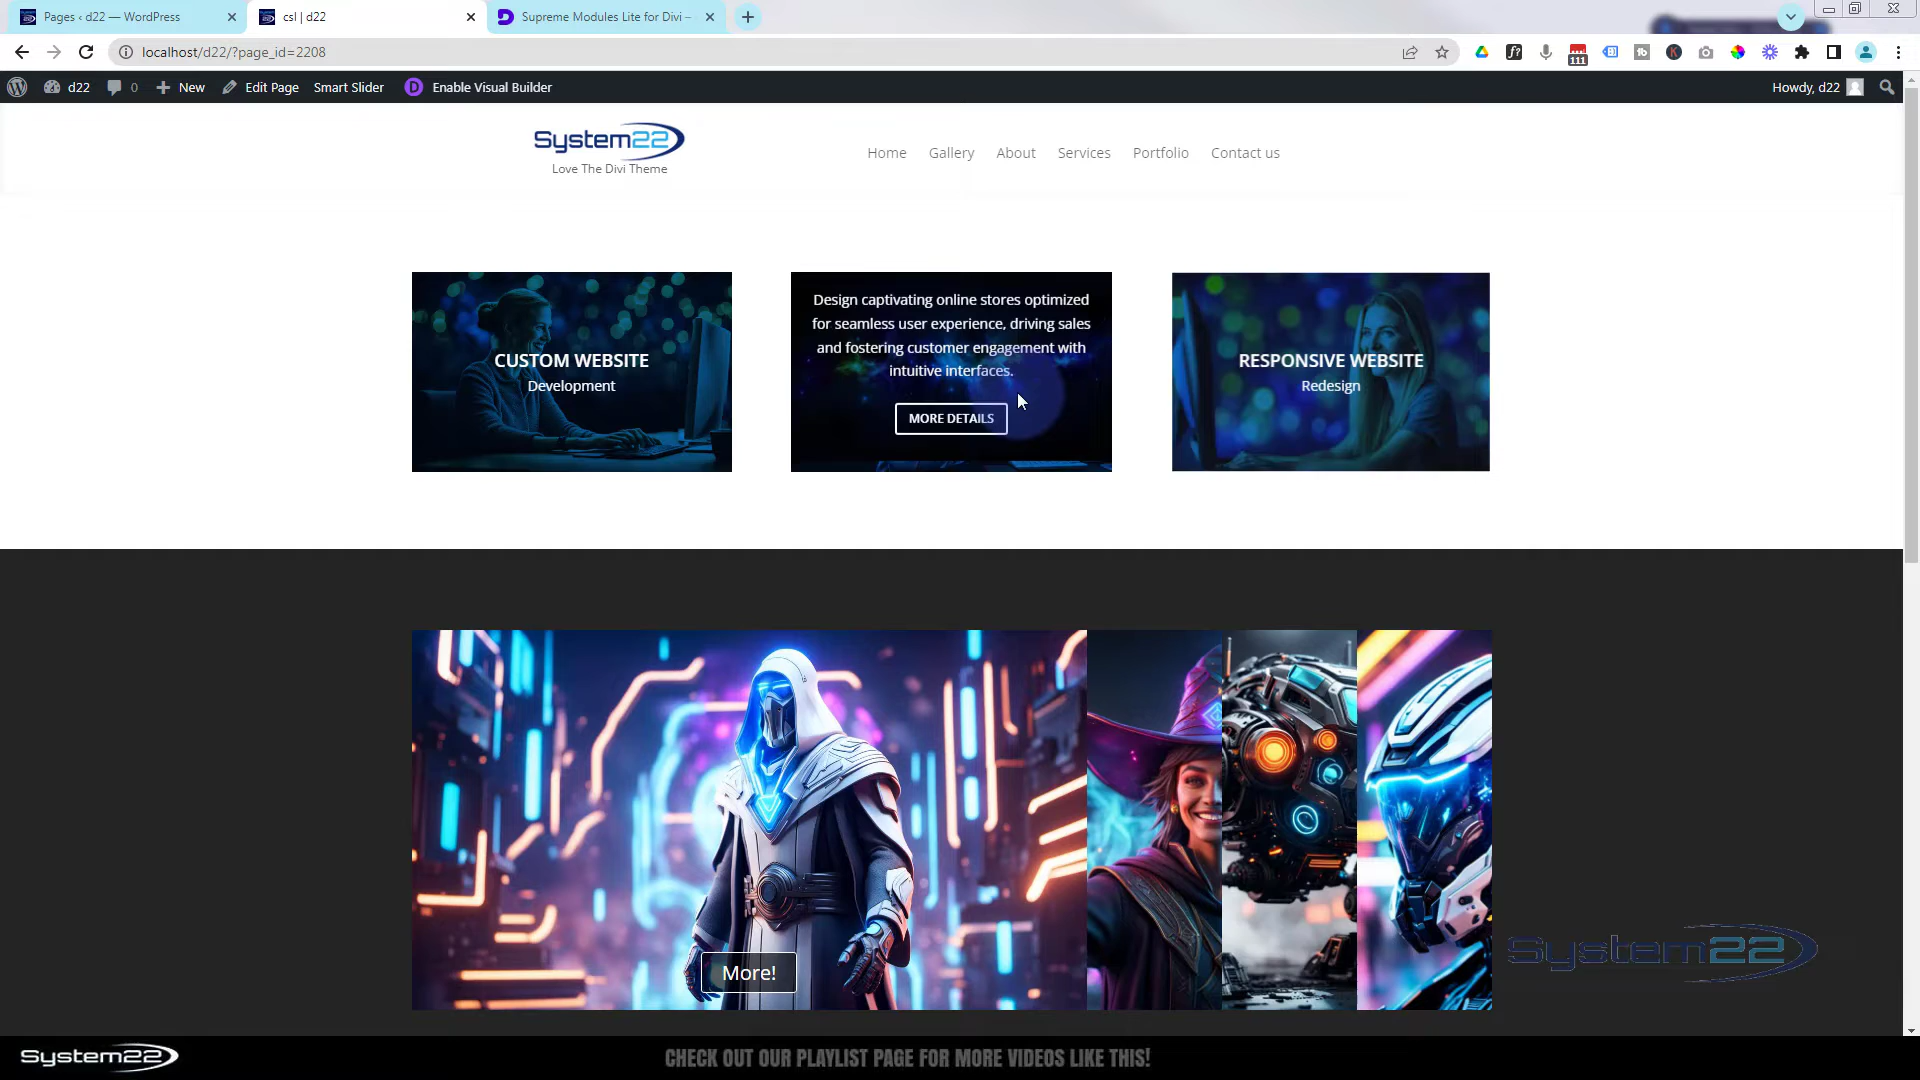 Pages ‹ d22 — WordPress
csl | d22
Supreme Modules Lite for Divi –
localhost/d22/?page_id=2208
111
d22
0
New
Edit Page
Smart Slider
D
Enable Visual Builder
Howdy, d22
System22
Love The Divi Theme
Home
Gallery
About
Services
Portfolio
Contact us
CUSTOM WEBSITE
Development
Design captivating online stores optimized
for seamless user experience, driving sales
and fostering customer engagement with
intuitive interfaces.
MORE DETAILS
RESPONSIVE WEBSITE
Redesign
More!
System22
System22
CHECK OUT OUR PLAYLIST PAGE FOR MORE VIDEOS LIKE THIS!